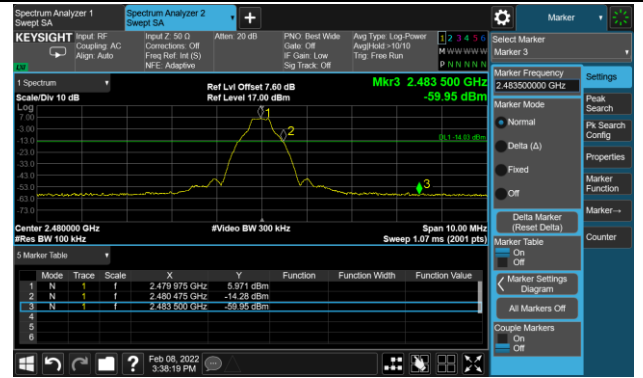 Spectrum Analyzer 1
Swept SA
Spectrum Analyzer 2
Swept SA
Marker
KEYSIGHT
Input: RF
Coupling: AC
Align: Auto
Input Z: 50 Ω
Corrections: Off
Freq Ref: Int (S)
NFE: Adaptive
Atten: 20 dB
PNO: Best Wide
Gate: Off
IF Gain: Low
Sig Track: Off
Avg Type: Log-Power
Avg|Hold:>10/10
Trig: Free Run
1 2 3 4 5 6
M W W W W W
P N N N N N
LXI
Select Marker
Marker 3
1 Spectrum
Scale/Div 10 dB
Ref Lvl Offset 7.60 dB
Ref Level 17.00 dBm
Mkr3 2.483 500 GHz
-59.95 dBm
Log
7.00
-3.00
-13.0
-23.0
-33.0
-43.0
-53.0
-63.0
-73.0
1
2
3
DL1 -14.03 dBm
Center 2.480000 GHz
#Res BW 100 kHz
#Video BW 300 kHz
Span 10.00 MHz
Sweep 1.07 ms (2001 pts)
5 Marker Table
Mode Trace Scale X Y Function Function Width Function Value
1 N 1 f 2.479 975 GHz 5.971 dBm
2 N 1 f 2.480 475 GHz -14.28 dBm
3 N 1 f 2.483 500 GHz -59.95 dBm
4
5
6
Marker Frequency
2.483500000 GHz
Marker Mode
Normal
Delta (Δ)
Fixed
Off
Delta Marker
(Reset Delta)
Marker Table
On
Off
Marker Settings
Diagram
All Markers Off
Couple Markers
On
Off
Settings
Peak
Search
Pk Search
Config
Properties
Marker
Function
Marker→
Counter
?
Feb 08, 2022
3:38:19 PM